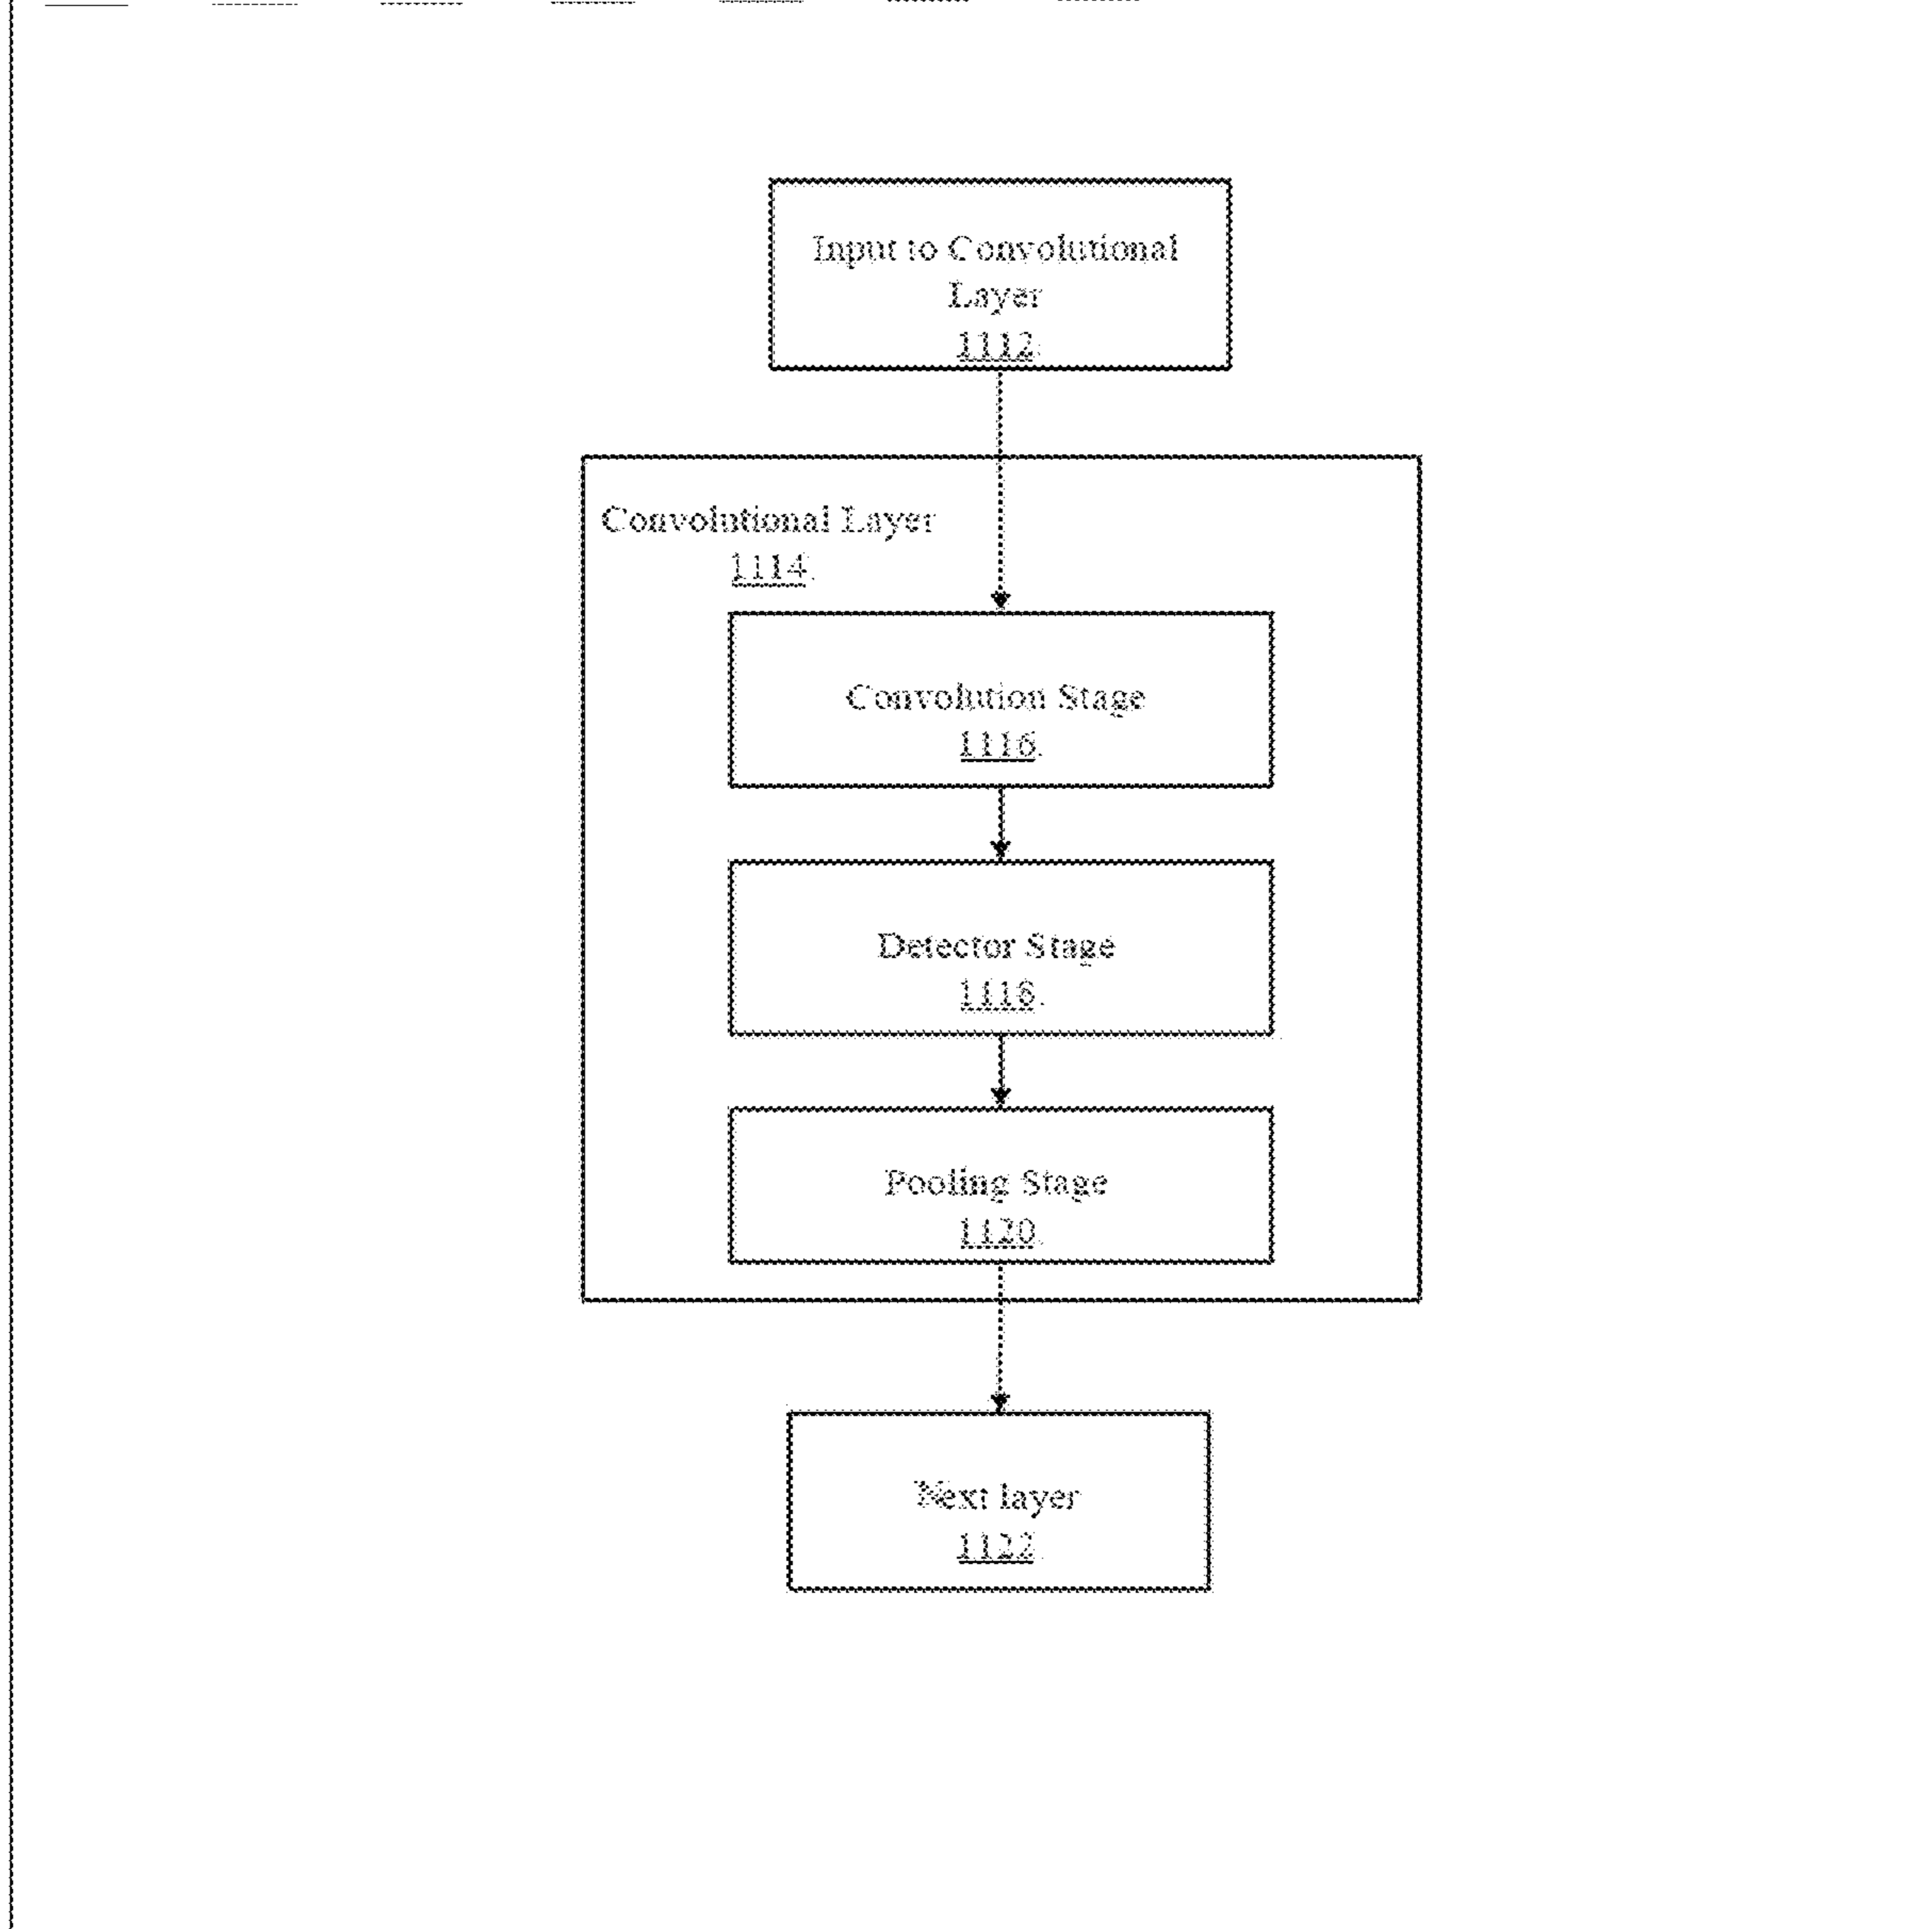 Input to Convolutional
Layer
1112
Convolutional Layer
1114
Convolution Stage
1116
Detector Stage
1118
Pooling Stage
1120
Next layer
1122